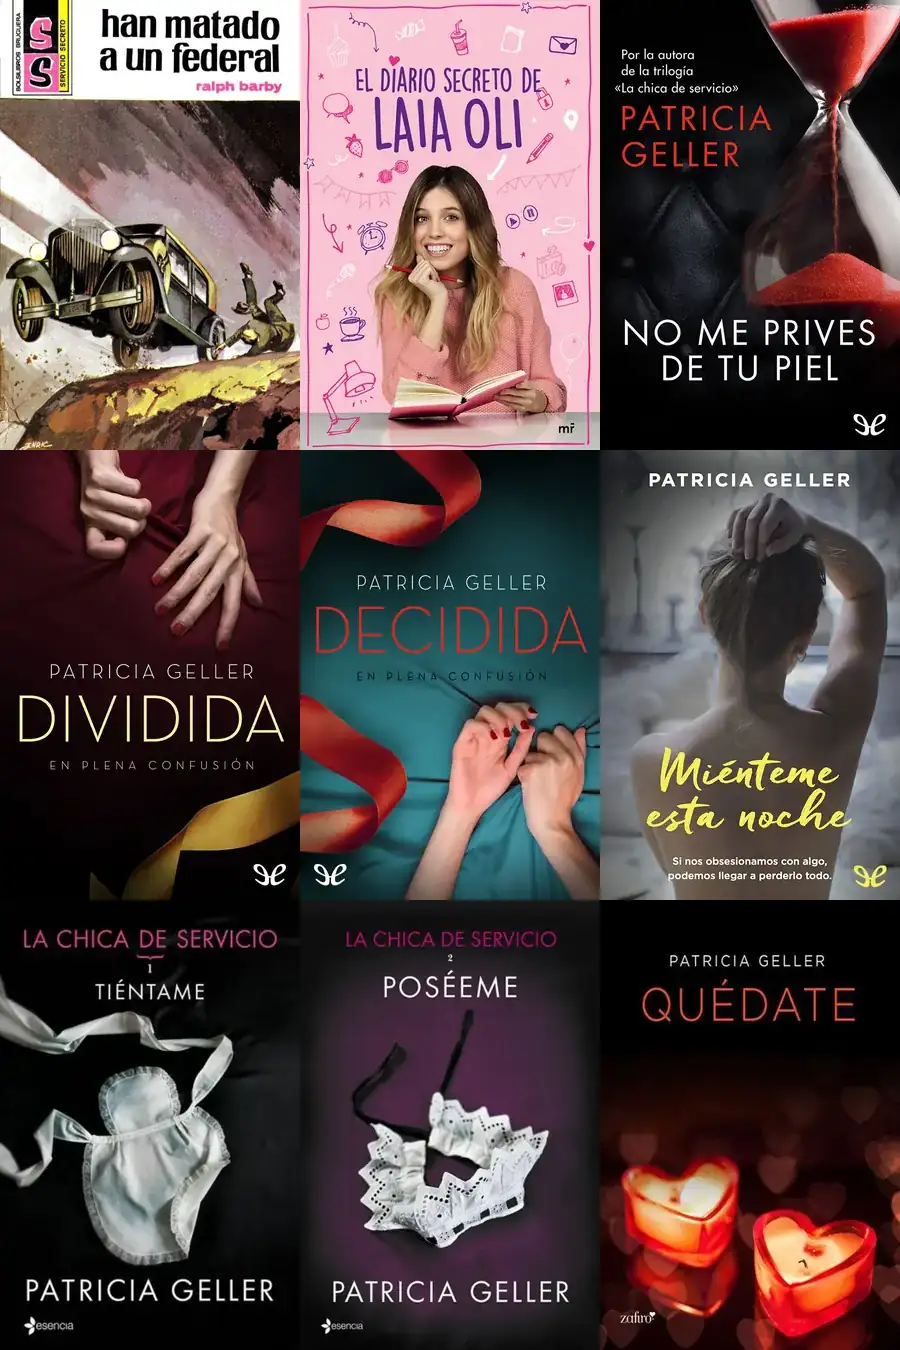 BOLSILIBROS BRUGUERA
SS
SERVICIO SECRETO
han matado
a un federal
ralph barby
ENRIC
EL DIARIO SECRETO DE
LAIA OLI
mr
Por la autora
de la trilogía
«La chica de servicio»
PATRICIA
GELLER
NO ME PRIVES
DE TU PIEL
PATRICIA GELLER
DIVIDIDA
EN PLENA CONFUSIÓN
PATRICIA GELLER
DECIDIDA
EN PLENA CONFUSIÓN
PATRICIA GELLER
Miénteme
esta noche
Si nos obsesionamos con algo,
podemos llegar a perderlo todo.
LA CHICA DE SERVICIO
1
TIÉNTAME
PATRICIA GELLER
esencia
LA CHICA DE SERVICIO
2
POSÉEME
PATRICIA GELLER
esencia
PATRICIA GELLER
QUÉDATE
zafiro